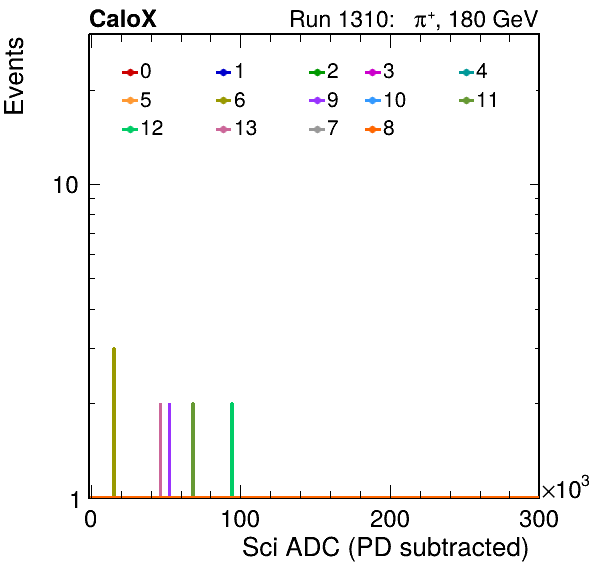 CaloX Run 1310: π⁺, 180 GeV
Events
0 1 2 3 4
5 6 9 10 11
12 13 7 8
10
1
×10³
0 100 200 300
Sci ADC (PD subtracted)